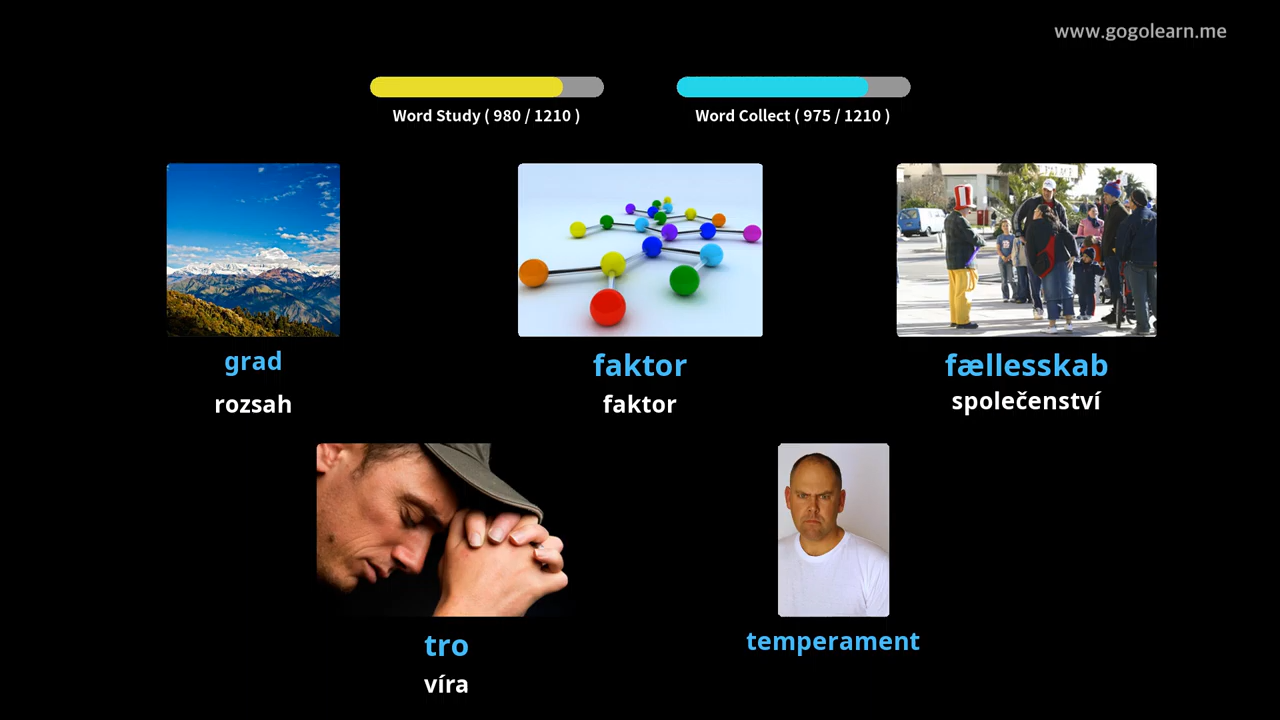 www.gogolearn.me
Word Study ( 980 / 1210 )
Word Collect ( 975 / 1210 )
grad
rozsah
faktor
faktor
fællesskab
společenství
tro
víra
temperament